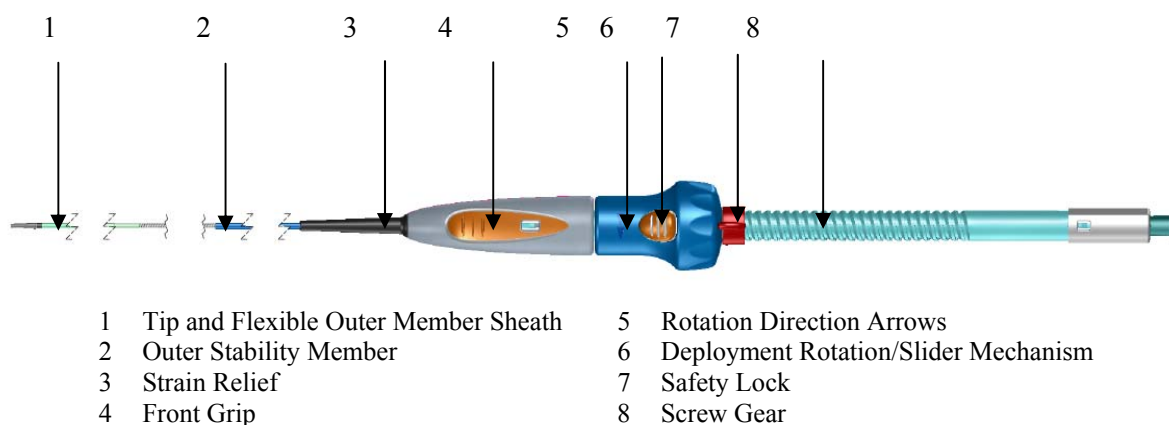 1 2 3 4 5 6 7 8
1 Tip and Flexible Outer Member Sheath
2 Outer Stability Member
3 Strain Relief
4 Front Grip
5 Rotation Direction Arrows
6 Deployment Rotation/Slider Mechanism
7 Safety Lock
8 Screw Gear